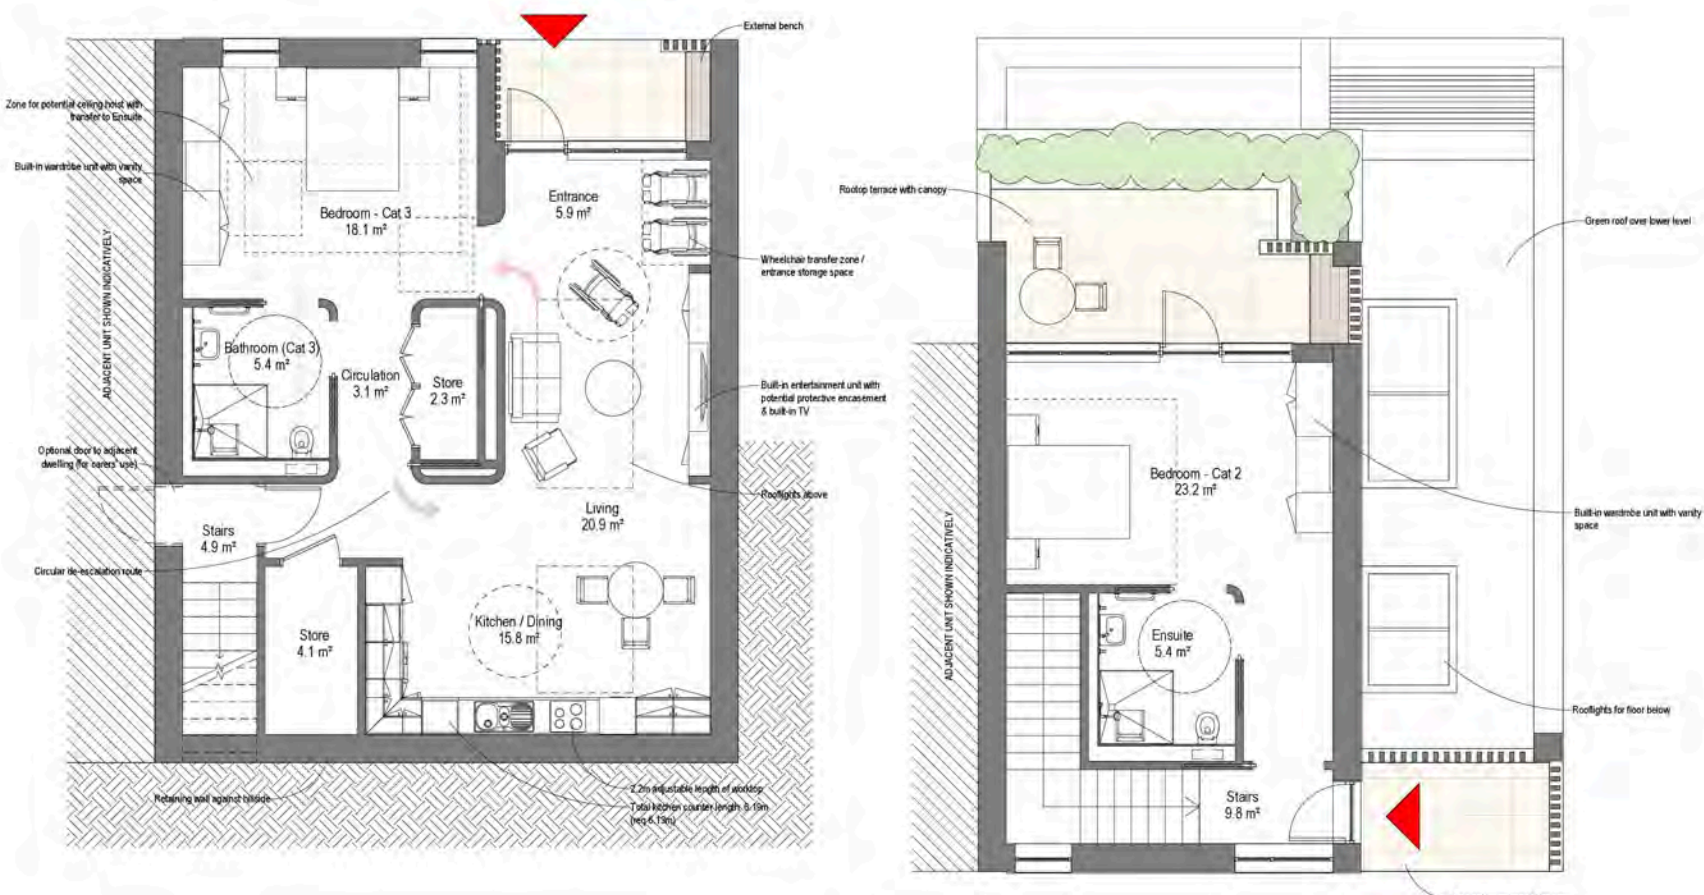 External bench
Zone for potential ceiling hoist with
transfer to Ensuite
Built-in wardrobe unit with vanity
space
ADJACENT UNIT SHOWN INDICATIVELY
Bedroom - Cat 3
18.1 m²
Entrance
5.9 m²
Wheelchair transfer zone /
entrance storage space
Bathroom (Cat 3)
5.4 m²
Circulation
3.1 m²
Store
2.3 m²
Built-in entertainment unit with
potential protective encasement
& built-in TV
Optional door to adjacent
dwelling (for carers' use)
Rooflights above
Living
20.9 m²
Stairs
4.9 m²
Circular de-escalation route
Kitchen / Dining
15.8 m²
Store
4.1 m²
Retaining wall against hillside
2.2m adjustable length of worktop
Total kitchen counter length: 6.19m
(req 6.13m)
Rooftop terrace with canopy
Green roof over lower level
Bedroom - Cat 2
23.2 m²
Built-in wardrobe unit with vanity
space
ADJACENT UNIT SHOWN INDICATIVELY
Ensuite
5.4 m²
Rooflights for floor below
Stairs
9.8 m²